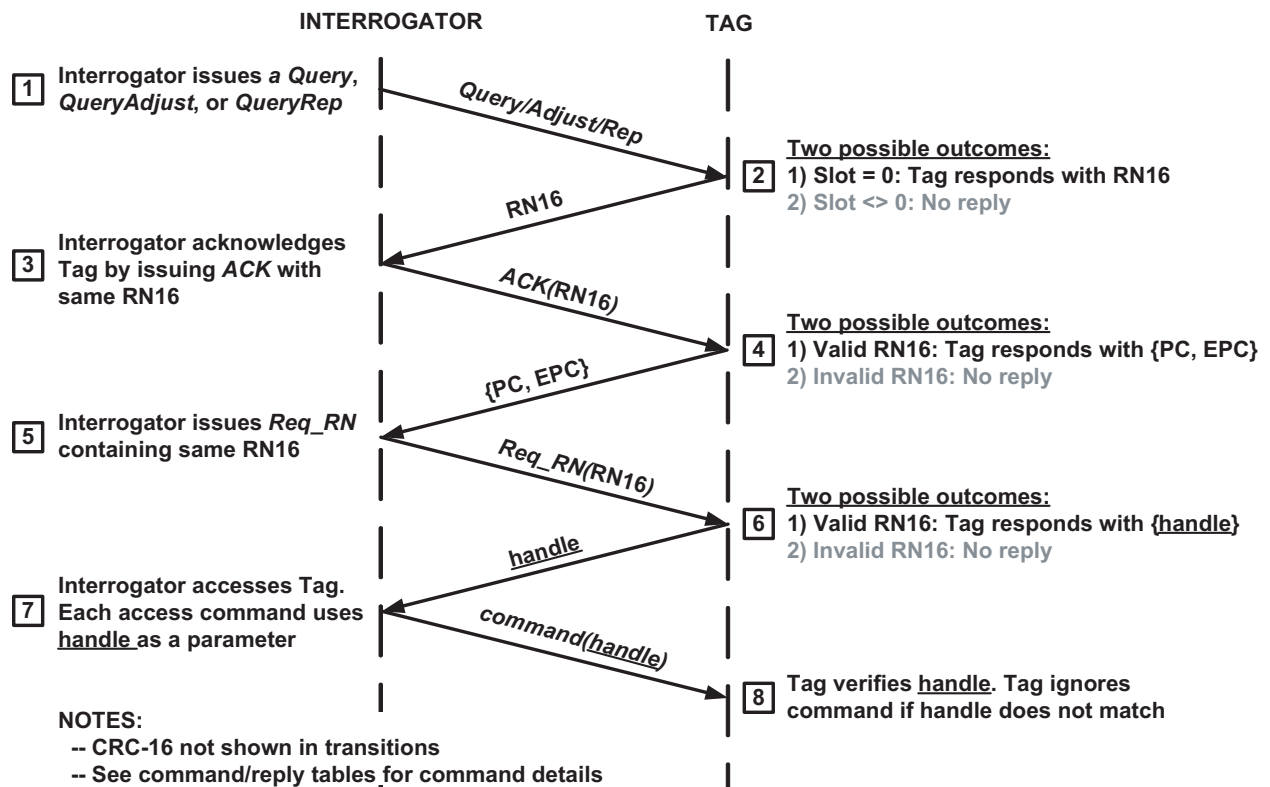 INTERROGATOR
TAG
1
Interrogator issues a Query,
QueryAdjust, or QueryRep
Query/Adjust/Rep
2
Two possible outcomes:
1) Slot = 0: Tag responds with RN16
2) Slot <> 0: No reply
RN16
3
Interrogator acknowledges
Tag by issuing ACK with
same RN16
ACK(RN16)
4
Two possible outcomes:
1) Valid RN16: Tag responds with {PC, EPC}
2) Invalid RN16: No reply
{PC, EPC}
5
Interrogator issues Req_RN
containing same RN16
Req_RN(RN16)
6
Two possible outcomes:
1) Valid RN16: Tag responds with {handle}
2) Invalid RN16: No reply
handle
7
Interrogator accesses Tag.
Each access command uses
handle as a parameter
command(handle)
8
Tag verifies handle. Tag ignores
command if handle does not match
NOTES:
-- CRC-16 not shown in transitions
-- See command/reply tables for command details